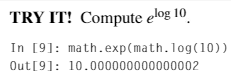 TRY IT! Compute e^{log 10}.
In [9]: math.exp(math.log(10))
Out[9]: 10.000000000000002